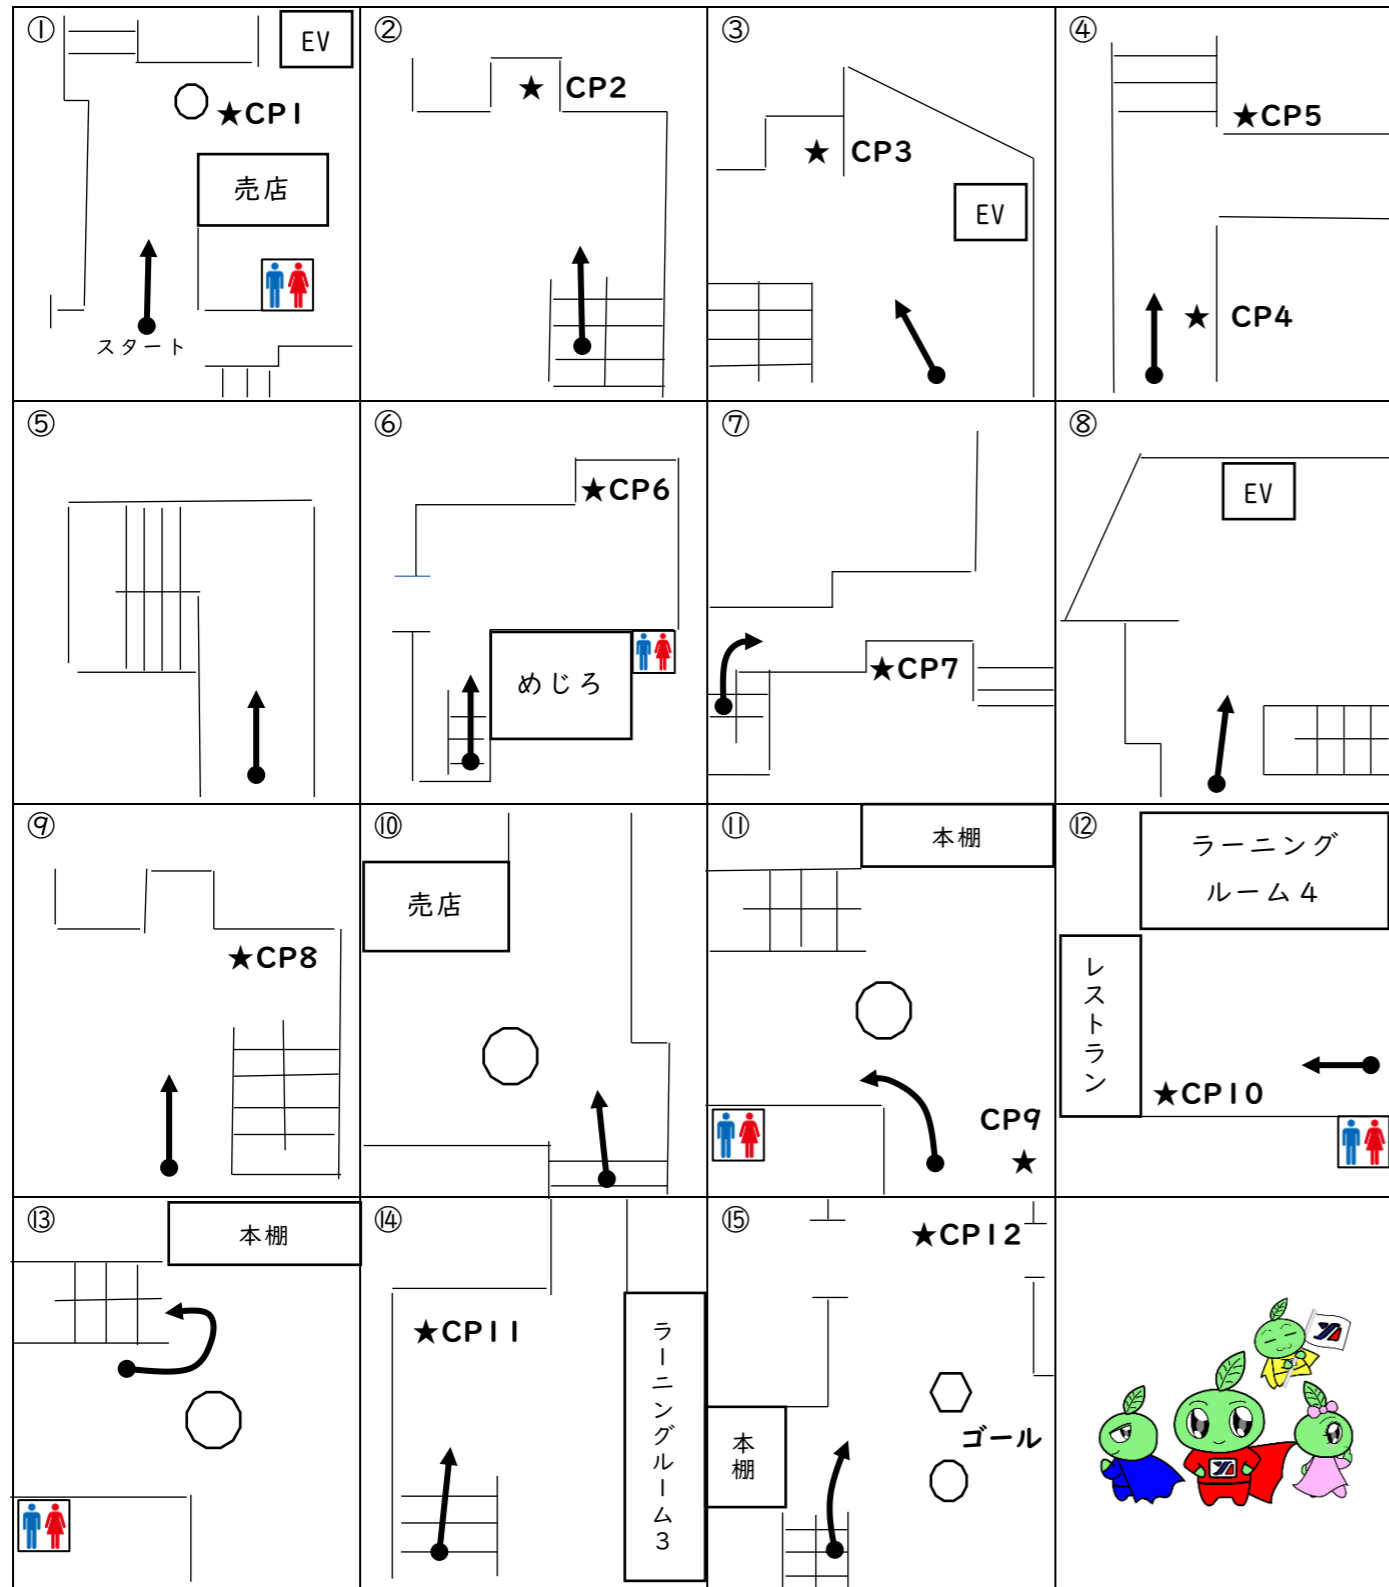 ①
EV
★CP1
売店
スタート
②
★ CP2
③
★ CP3
EV
④
★CP5
★ CP4
⑤
⑥
★CP6
めじろ
⑦
★CP7
⑧
EV
⑨
★CP8
⑩
売店
⑪
本棚
CP9
★
⑫
ラーニング
ルーム4
レストラン
★CP10
⑬
本棚
⑭
★CP11
ラーニングルーム3
⑮
★CP12
ゴール
本棚